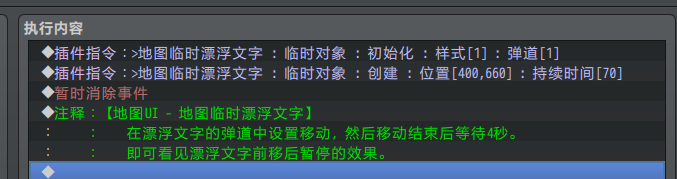 执行内容
◆插件指令：>地图临时漂浮文字 : 临时对象 : 初始化 : 样式[1] : 弹道[1]
◆插件指令：>地图临时漂浮文字 : 临时对象 : 创建 : 位置[400,660] : 持续时间[70]
◆暂时消除事件
◆注释：【地图UI - 地图临时漂浮文字】
：　：　在漂浮文字的弹道中设置移动, 然后移动结束后等待4秒。
：　：　即可看见漂浮文字前移后暂停的效果。
◆